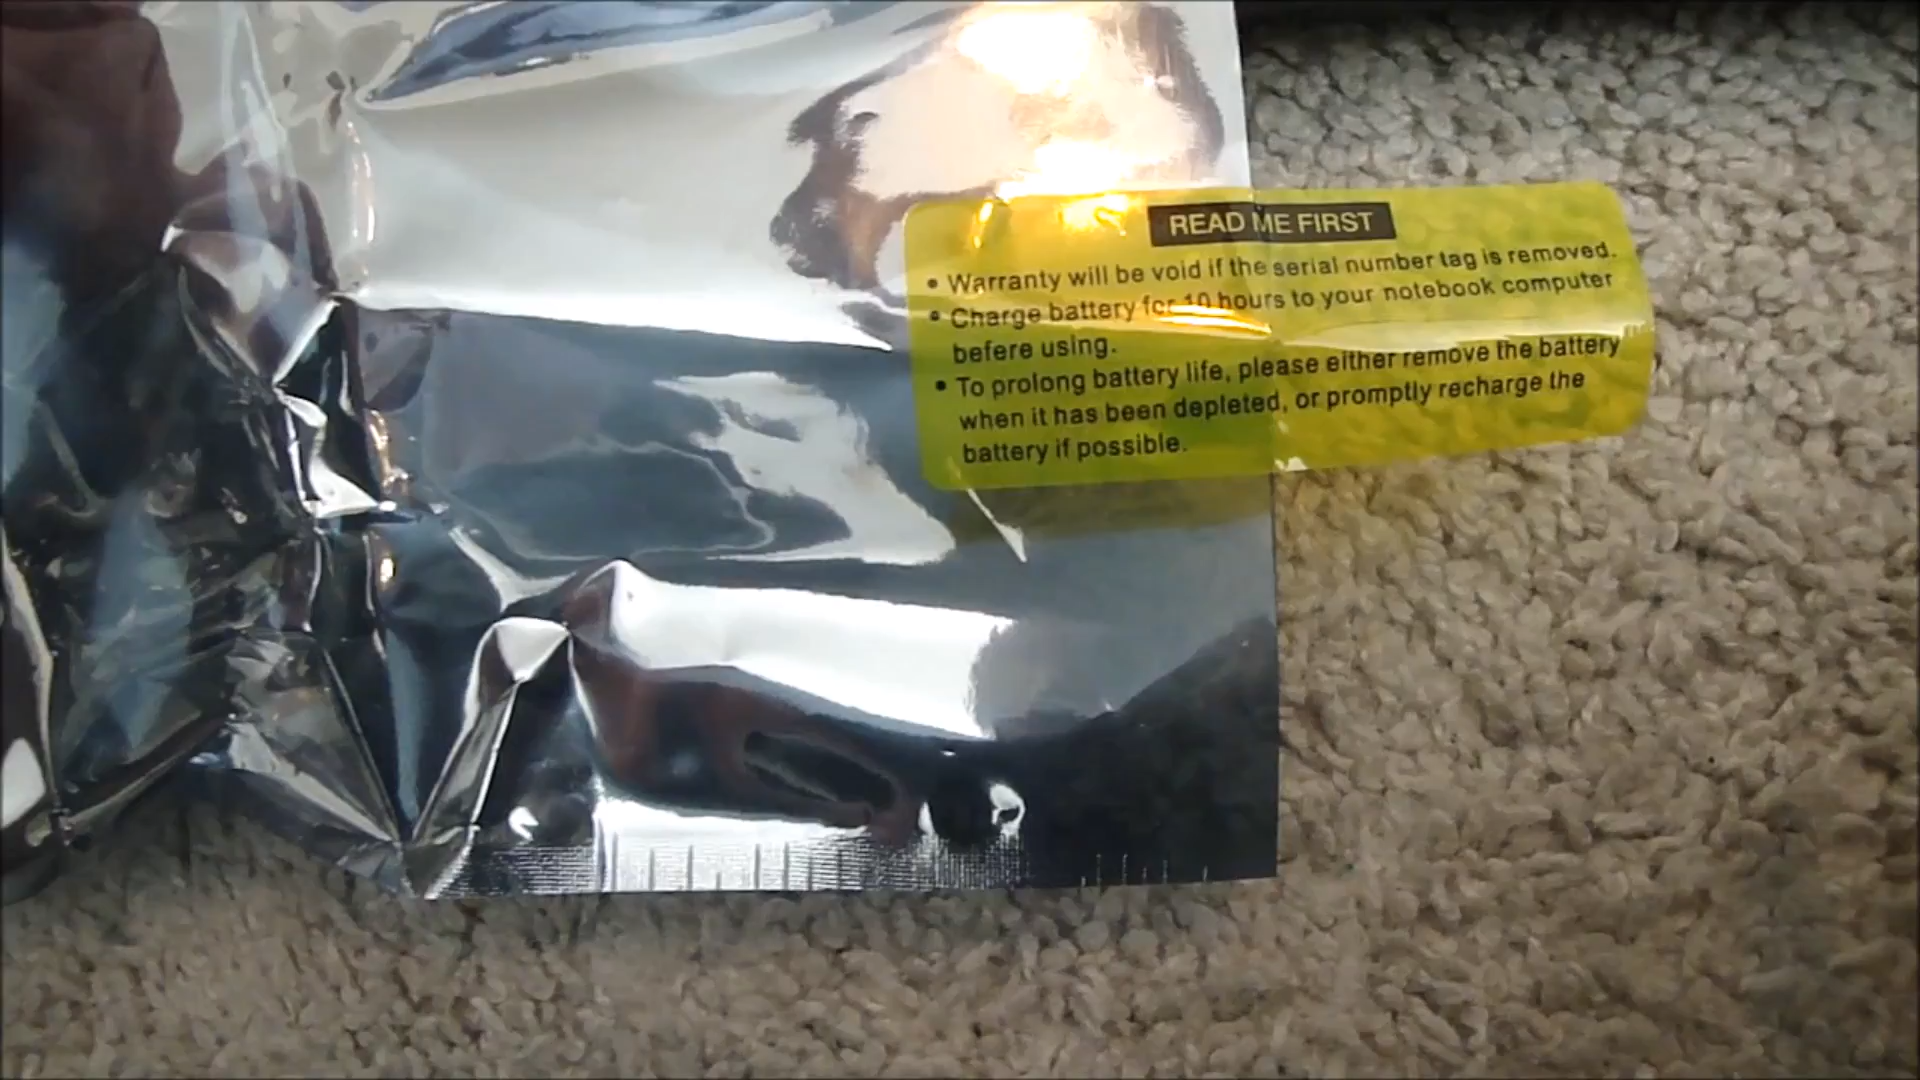 READ ME FIRST
• Warranty will be void if the serial number tag is removed.
• Charge battery for 10 hours to your notebook computer
befere using.
• To prolong battery life, please either remove the battery
when it has been depleted, or promptly recharge the
battery if possible.